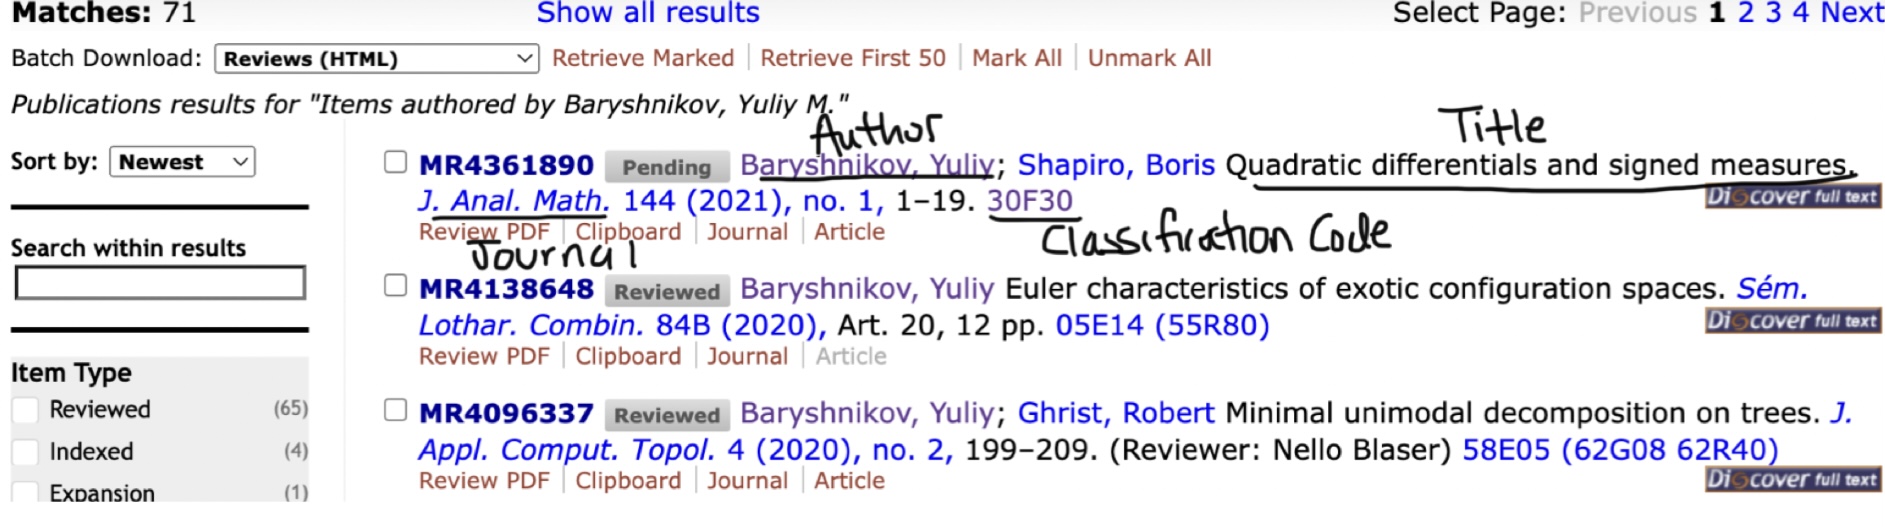 Matches: 71 Show all results Select Page: Previous 1 2 3 4 Next
Batch Download: Reviews (HTML) Retrieve Marked | Retrieve First 50 | Mark All | Unmark All
Publications results for "Items authored by Baryshnikov, Yuliy M."
Sort by: Newest
Search within results
Item Type
Reviewed (65)
Indexed (4)
Expansion (1)
Author Title
MR4361890 Pending Baryshnikov, Yuliy; Shapiro, Boris Quadratic differentials and signed measures.
J. Anal. Math. 144 (2021), no. 1, 1–19. 30F30 Discover full text
Review PDF | Clipboard | Journal | Article
Journal Classification Code
MR4138648 Reviewed Baryshnikov, Yuliy Euler characteristics of exotic configuration spaces. Sém.
Lothar. Combin. 84B (2020), Art. 20, 12 pp. 05E14 (55R80) Discover full text
Review PDF | Clipboard | Journal | Article
MR4096337 Reviewed Baryshnikov, Yuliy; Ghrist, Robert Minimal unimodal decomposition on trees. J.
Appl. Comput. Topol. 4 (2020), no. 2, 199–209. (Reviewer: Nello Blaser) 58E05 (62G08 62R40)
Review PDF | Clipboard | Journal | Article Discover full text